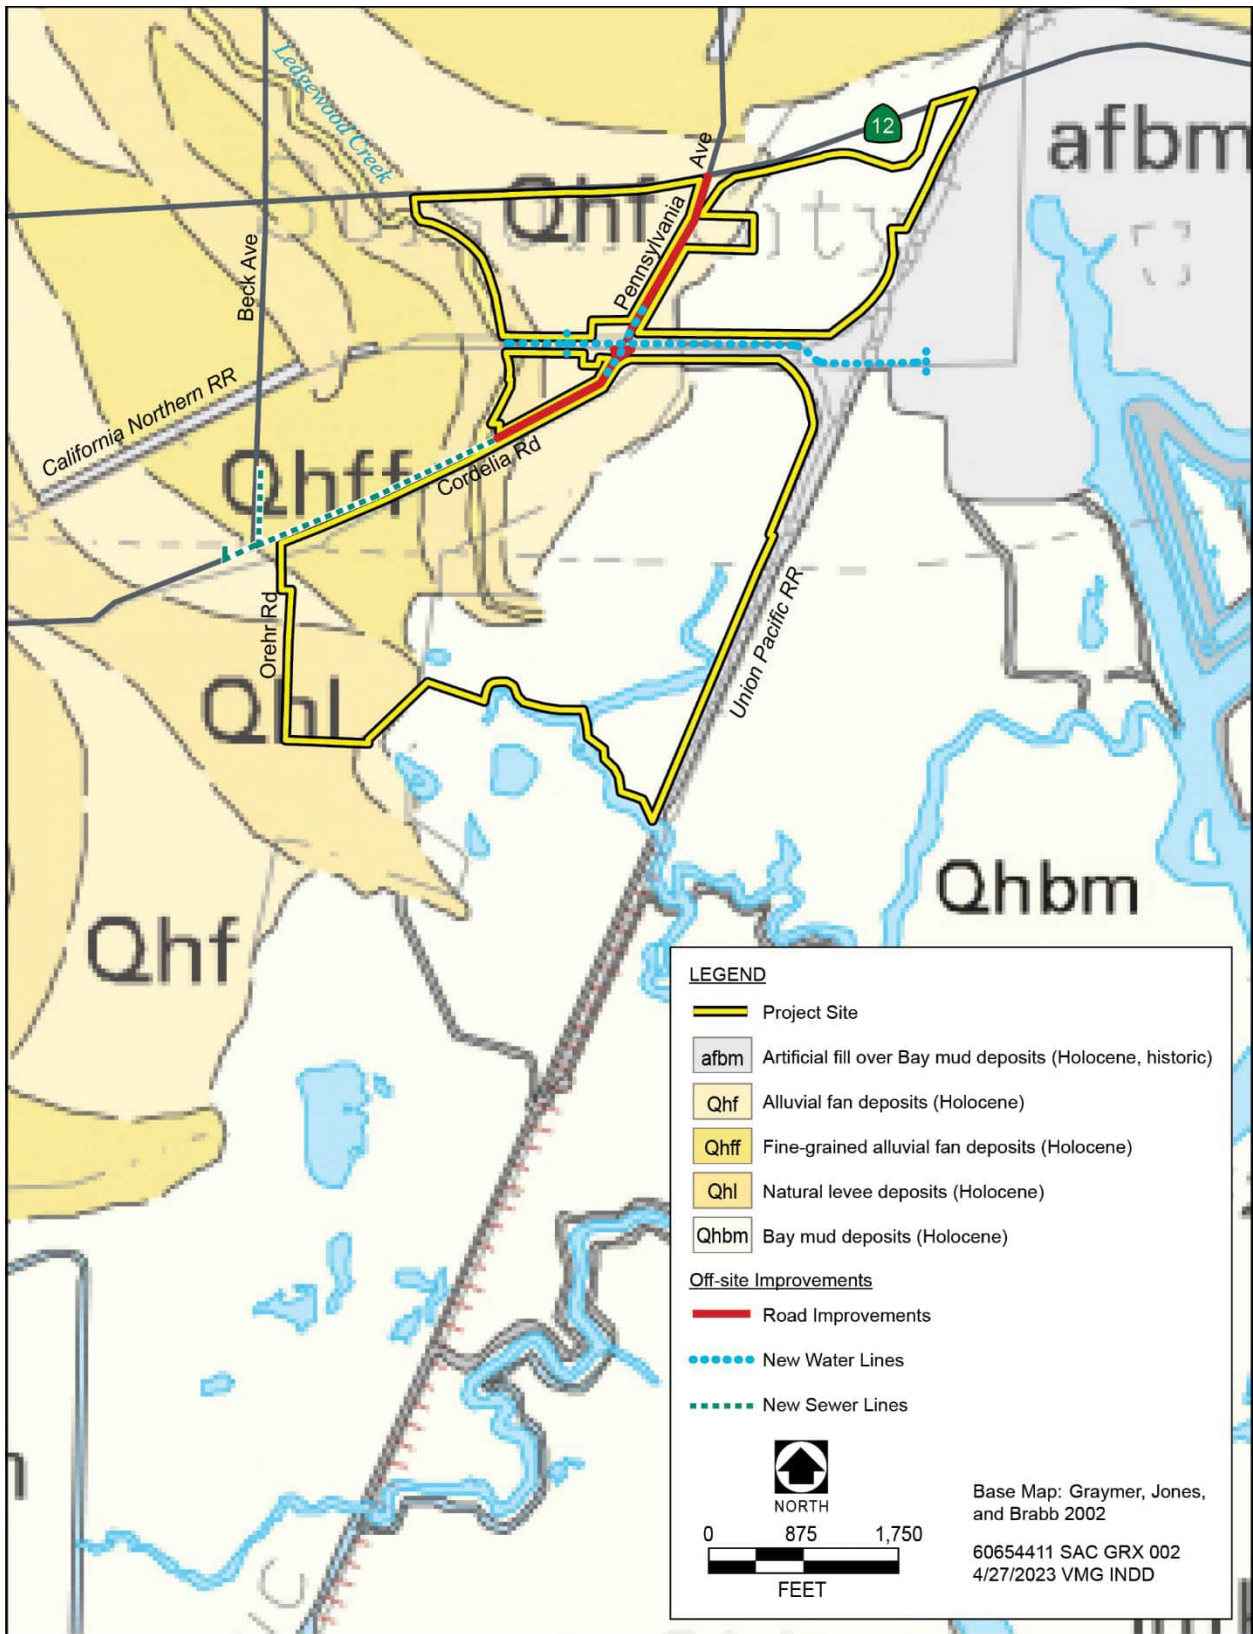 Ledgewood Creek
12
afbm
Ave
Qhf
Suisun City
Pennsylvania
Beck Ave
California Northern RR
Qhff
Cordelia Rd
Orehr Rd
Union Pacific RR
Qhl
Qhbm
Qhf
LEGEND
Project Site
afbm Artificial fill over Bay mud deposits (Holocene, historic)
Qhf Alluvial fan deposits (Holocene)
Qhff Fine-grained alluvial fan deposits (Holocene)
Qhl Natural levee deposits (Holocene)
Qhbm Bay mud deposits (Holocene)
Off-site Improvements
Road Improvements
New Water Lines
New Sewer Lines
NORTH
0 875 1,750
FEET
Base Map: Graymer, Jones,
and Brabb 2002
60654411 SAC GRX 002
4/27/2023 VMG INDD